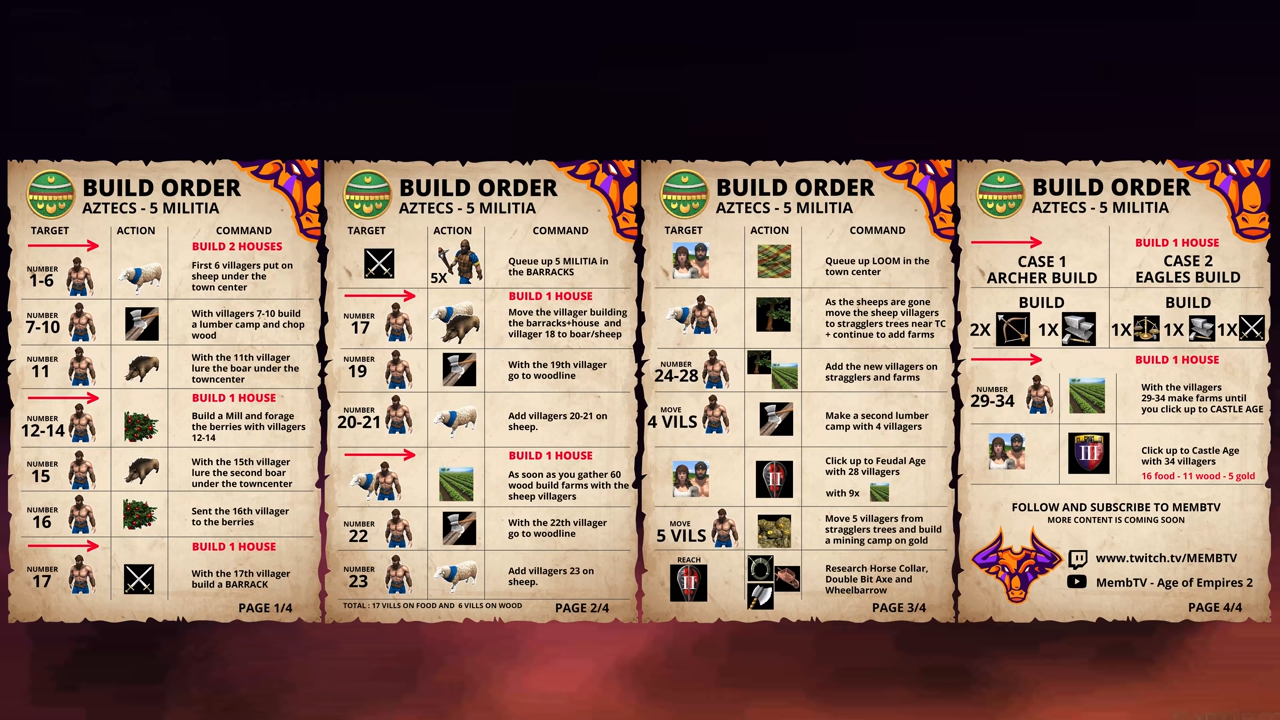 BUILD ORDER
AZTECS - 5 MILITIA
TARGET ACTION COMMAND
BUILD 2 HOUSES
NUMBER
1-6
First 6 villagers put on
sheep under the
town center
NUMBER
7-10
With villagers 7-10 build
a lumber camp and chop
wood
NUMBER
11
With the 11th villager
lure the boar under the
towncenter
BUILD 1 HOUSE
NUMBER
12-14
Build a Mill and forage
the berries with villagers
12-14
NUMBER
15
With the 15th villager
lure the second boar
under the towncenter
NUMBER
16
Sent the 16th villager
to the berries
BUILD 1 HOUSE
NUMBER
17
With the 17th villager
build a BARRACK
PAGE 1/4
BUILD ORDER
AZTECS - 5 MILITIA
TARGET ACTION COMMAND
5X
Queue up 5 MILITIA in
the BARRACKS
BUILD 1 HOUSE
NUMBER
17
Move the villager building
the barracks+house and
villager 18 to boar/sheep
NUMBER
19
With the 19th villager
go to woodline
NUMBER
20-21
Add villagers 20-21 on
sheep.
BUILD 1 HOUSE
As soon as you gather 60
wood build farms with the
sheep villagers
NUMBER
22
With the 22th villager
go to woodline
NUMBER
23
Add villagers 23 on
sheep.
TOTAL : 17 VILLS ON FOOD AND 6 VILLS ON WOOD
PAGE 2/4
BUILD ORDER
AZTECS - 5 MILITIA
TARGET ACTION COMMAND
Queue up LOOM in the
town center
As the sheeps are gone
move the sheep villagers
to stragglers trees near TC
+ continue to add farms
NUMBER
24-28
Add the new villagers on
stragglers and farms
MOVE
4 VILS
Make a second lumber
camp with 4 villagers
II
Click up to Feudal Age
with 28 villagers
with 9x
MOVE
5 VILS
Move 5 villagers from
stragglers trees and build
a mining camp on gold
REACH
II
Research Horse Collar,
Double Bit Axe and
Wheelbarrow
PAGE 3/4
BUILD ORDER
AZTECS - 5 MILITIA
BUILD 1 HOUSE
CASE 1
ARCHER BUILD
CASE 2
EAGLES BUILD
BUILD
2X 1X
BUILD
1X 1X 1X
BUILD 1 HOUSE
NUMBER
29-34
With the villagers
29-34 make farms until
you click up to CASTLE AGE
III
Click up to Castle Age
with 34 villagers
16 food - 11 wood - 5 gold
FOLLOW AND SUBSCRIBE TO MEMBTV
MORE CONTENT IS COMING SOON
www.twitch.tv/MEMBTV
MembTV - Age of Empires 2
PAGE 4/4